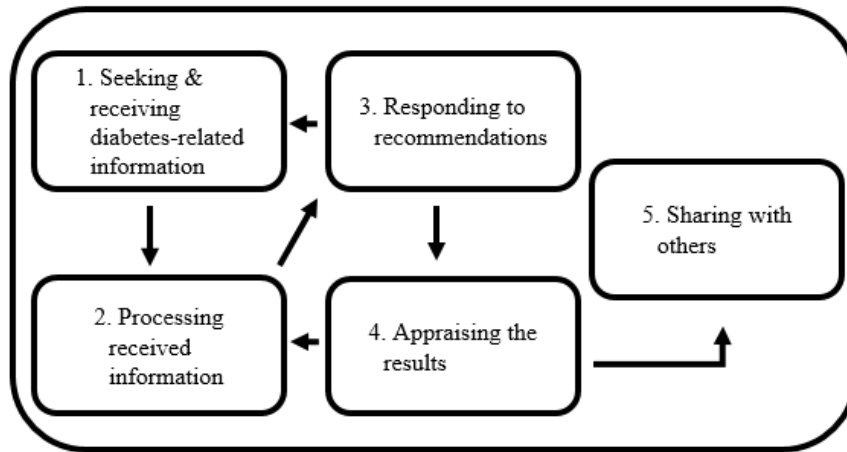 1. Seeking &
receiving
diabetes-related
information
3. Responding to
recommendations
5. Sharing with
others
2. Processing
received
information
4. Appraising the
results